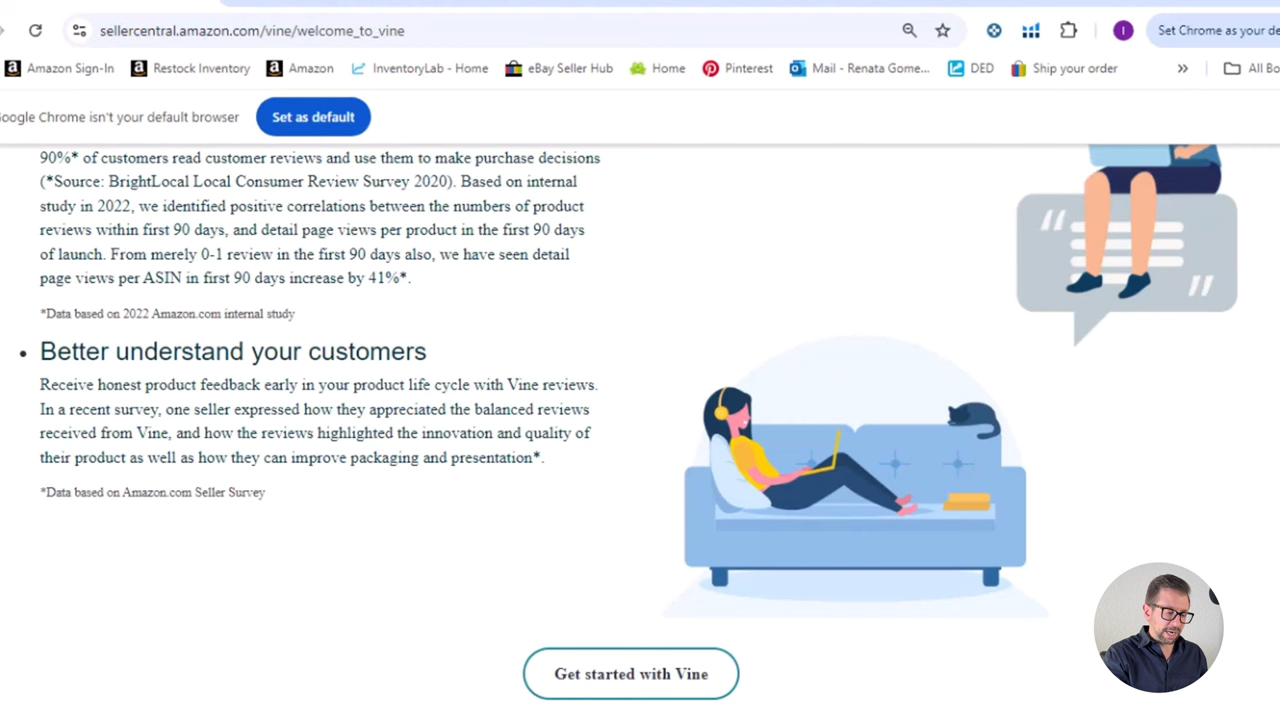 sellercentral.amazon.com/vine/welcome_to_vine
Set Chrome as your de
Amazon Sign-In Restock Inventory Amazon InventoryLab - Home eBay Seller Hub Home Pinterest Mail - Renata Gome... DED Ship your order » All Bo
oogle Chrome isn't your default browser Set as default
90%* of customers read customer reviews and use them to make purchase decisions
(*Source: BrightLocal Local Consumer Review Survey 2020). Based on internal
study in 2022, we identified positive correlations between the numbers of product
reviews within first 90 days, and detail page views per product in the first 90 days
of launch. From merely 0-1 review in the first 90 days also, we have seen detail
page views per ASIN in first 90 days increase by 41%*.
*Data based on 2022 Amazon.com internal study
• Better understand your customers
Receive honest product feedback early in your product life cycle with Vine reviews.
In a recent survey, one seller expressed how they appreciated the balanced reviews
received from Vine, and how the reviews highlighted the innovation and quality of
their product as well as how they can improve packaging and presentation*.
*Data based on Amazon.com Seller Survey
Get started with Vine